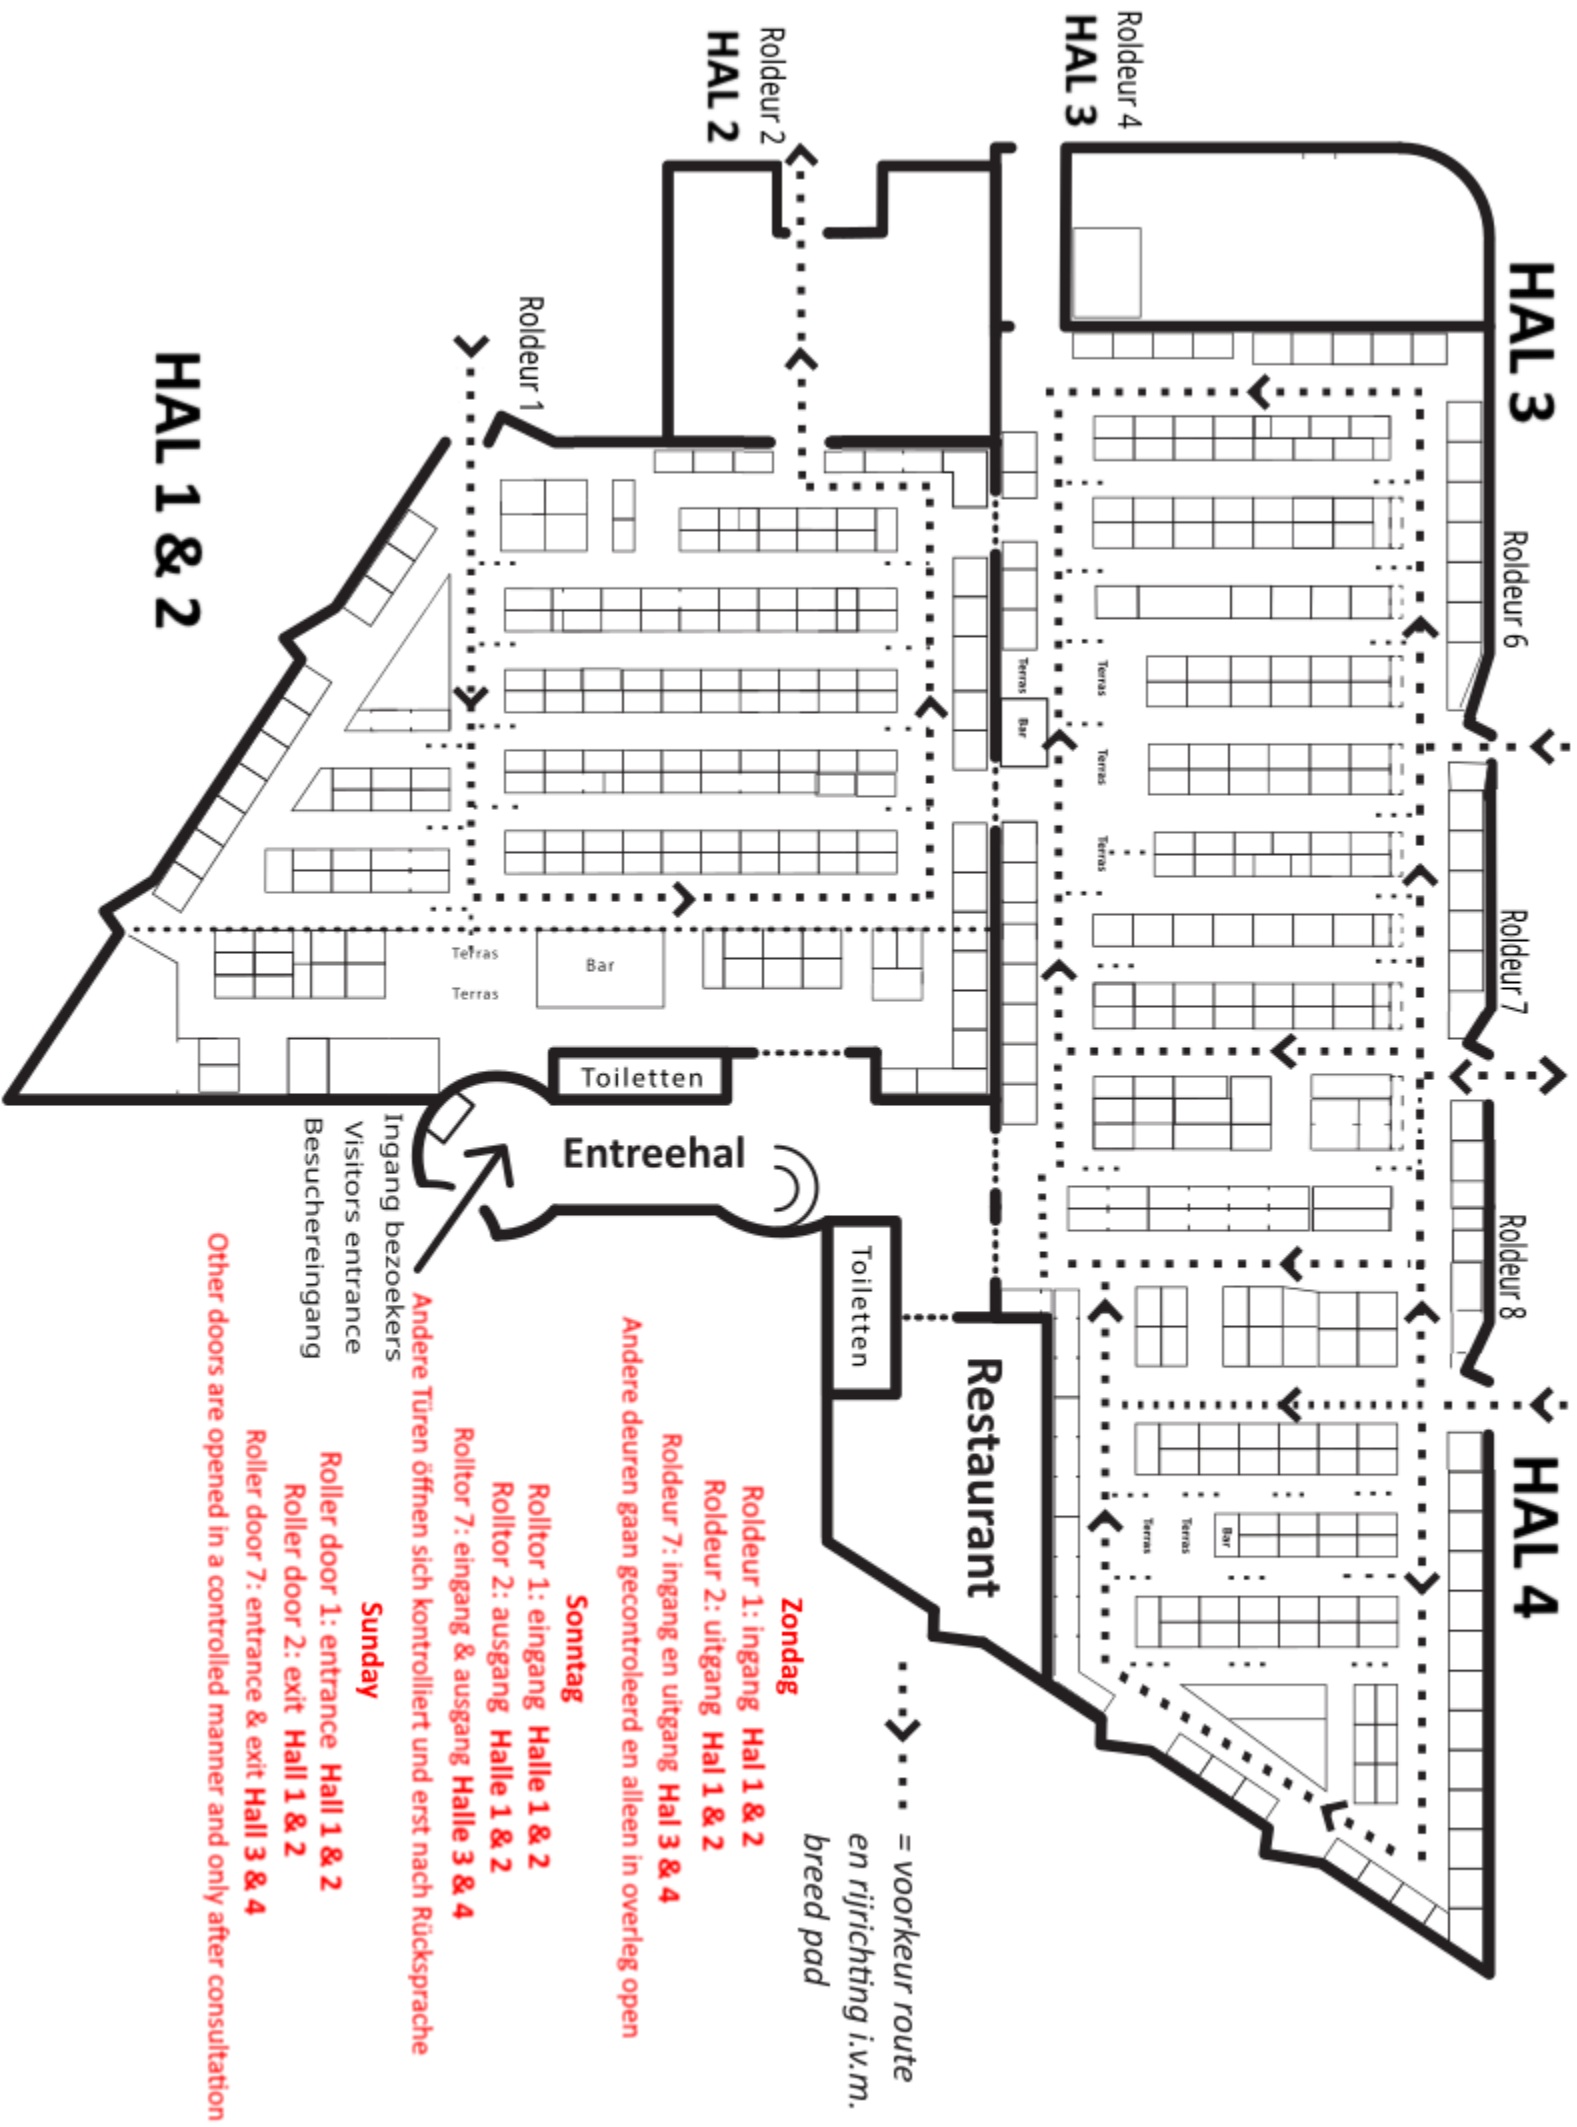 HAL 3
HAL 4
Roldeur 6
Roldeur 7
Roldeur 8
Roldeur 4
HAL 3
Terras
Terras
Terras
Terras
Bar
Bar
Terras
Terras
Roldeur 2
HAL 2
Roldeur 1
HAL 1 & 2
Terras
Terras
Bar
Toiletten
Entreehal
Toiletten
Restaurant
Ingang bezoekers
Visitors entrance
Besuchereingang
= voorkeur route
en rijrichting i.v.m.
breed pad
Zondag
Roldeur 1: ingang Hal 1 & 2
Roldeur 2: uitgang Hal 1 & 2
Roldeur 7: ingang en uitgang Hal 3 & 4
Andere deuren gaan gecontroleerd en alleen in overleg open
Sonntag
Rolltor 1: eingang Halle 1 & 2
Rolltor 2: ausgang Halle 1 & 2
Rolltor 7: eingang & ausgang Halle 3 & 4
Andere Türen öffnen sich kontrolliert und erst nach Rücksprache
Sunday
Roller door 1: entrance Hall 1 & 2
Roller door 2: exit Hall 1 & 2
Roller door 7: entrance & exit Hall 3 & 4
Other doors are opened in a controlled manner and only after consultation